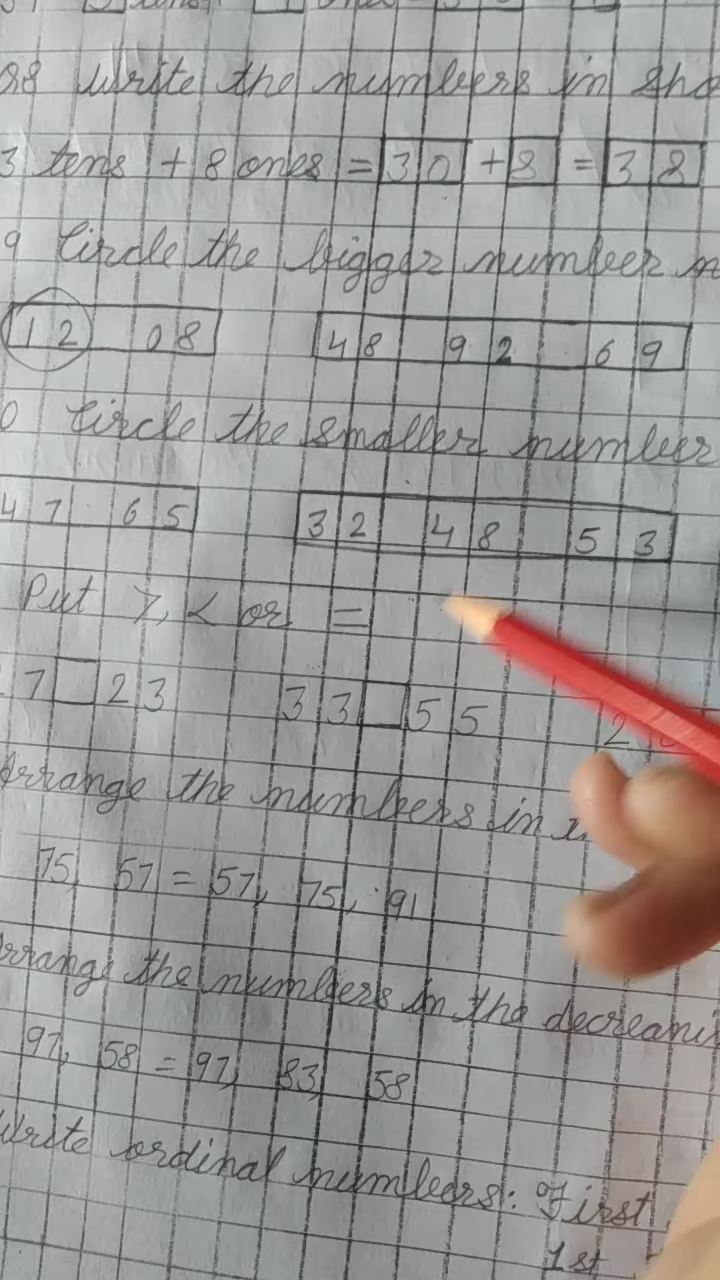 Write the numbers in
3 tens + 8 ones = 30 + 8 = 38
9 Circle the bigger number
12 08 48 92 69
0 Circle the smaller number
47 65 32 48 53
Put >, < or =
7 □ 23 33 □ 55
Arrange the numbers in
75, 57 = 57, 75, 91
Arrange the numbers in the
97, 58 = 97, 83, 58
Write ordinal numbers: First
1st